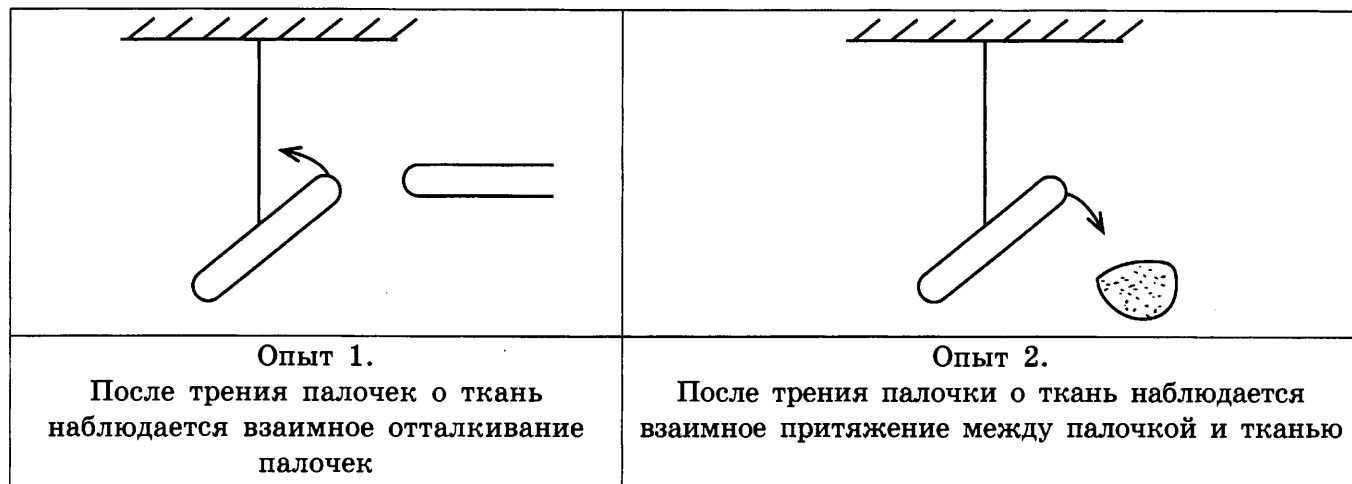 Опыт 1.
После трения палочек о ткань
наблюдается взаимное отталкивание
палочек
Опыт 2.
После трения палочки о ткань наблюдается
взаимное притяжение между палочкой и тканью